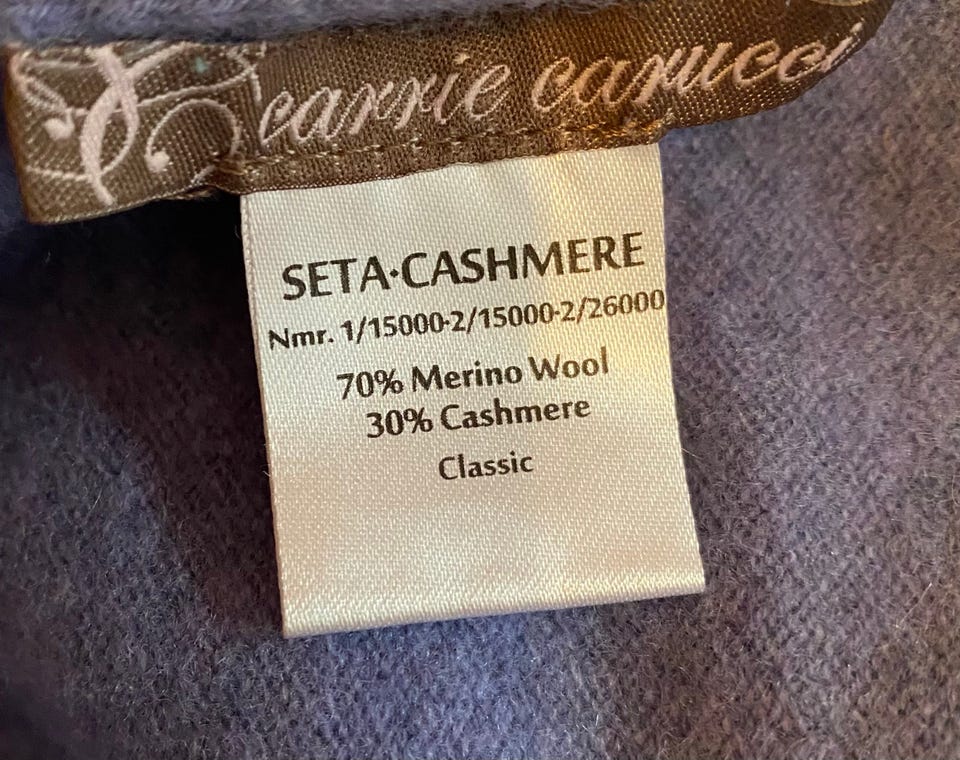 carrie carucci
SETA·CASHMERE
Nmr. 1/15000-2/15000-2/26000
70% Merino Wool
30% Cashmere
Classic